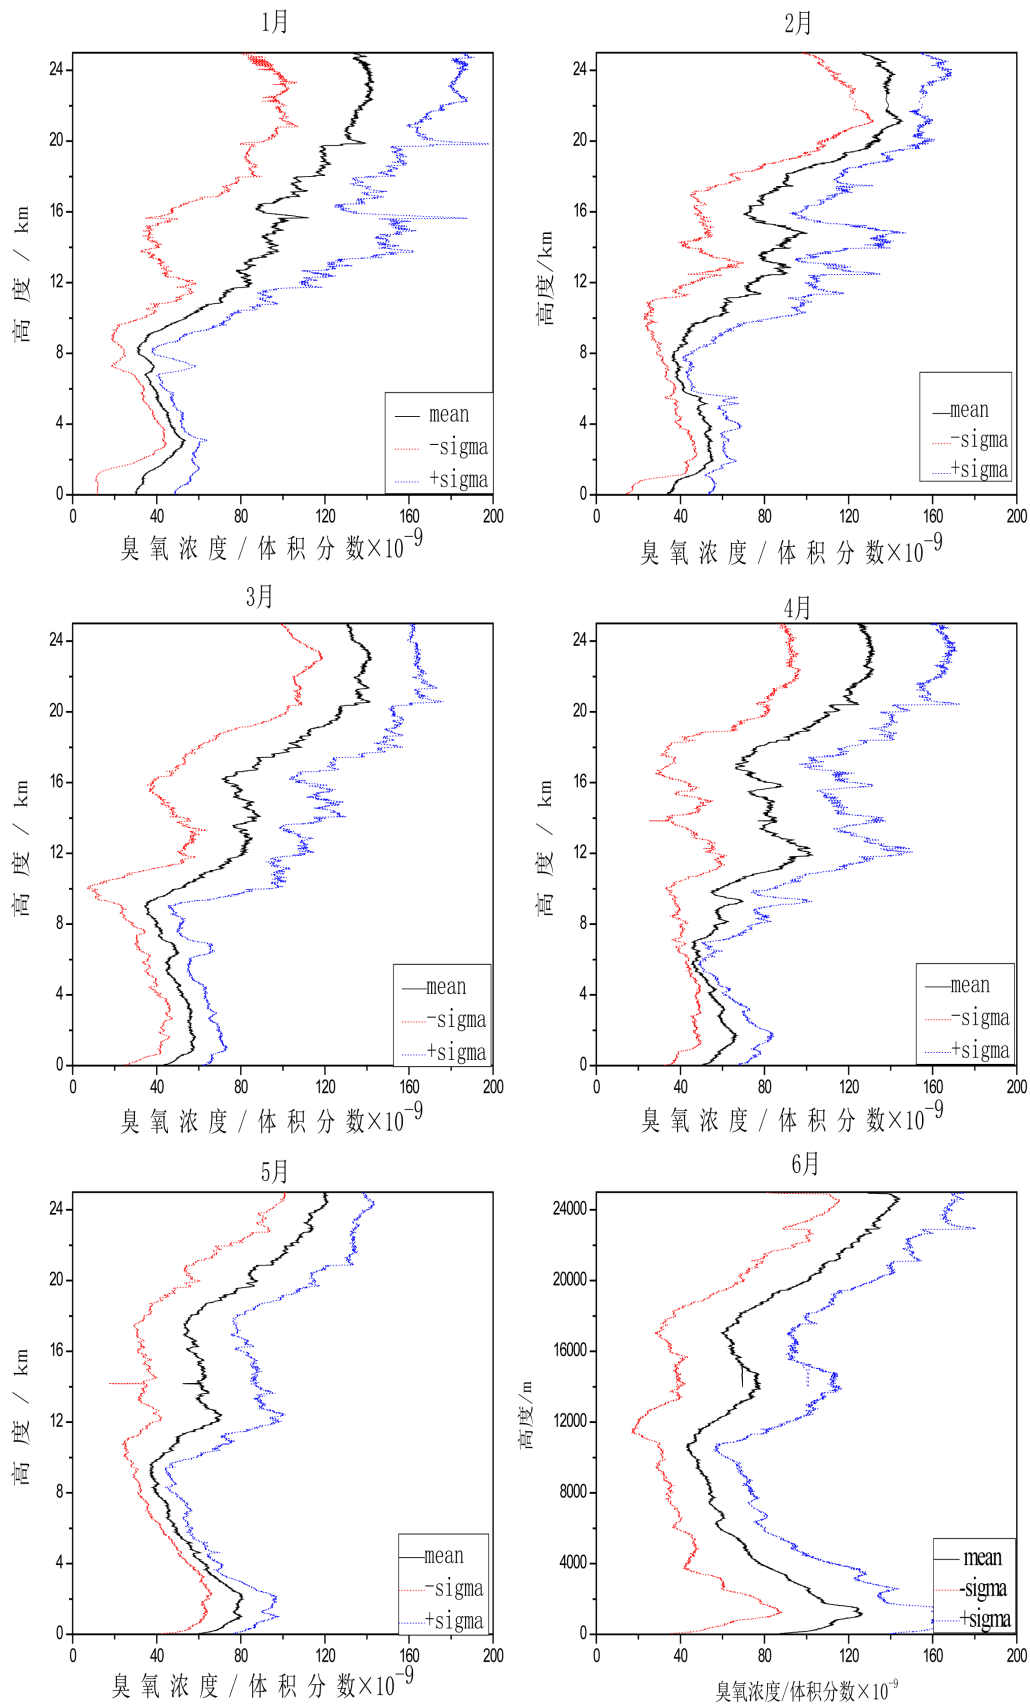 1月
24
20
16
12
8
4
0
高 度 / km
mean
-sigma
+sigma
0 40 80 120 160 200
臭 氧 浓 度 / 体 积 分 数×10⁻⁹
2月
24
20
16
12
8
4
0
高度/km
mean
-sigma
+sigma
0 40 80 120 160 200
臭 氧 浓 度 / 体 积 分 数×10⁻⁹
3月
24
20
16
12
8
4
0
高 度 / km
mean
-sigma
+sigma
0 40 80 120 160 200
臭 氧 浓 度 / 体 积 分 数×10⁻⁹
4月
24
20
16
12
8
4
0
高 度 / km
mean
-sigma
+sigma
0 40 80 120 160 200
臭 氧 浓 度 / 体 积 分 数×10⁻⁹
5月
24
20
16
12
8
4
0
高 度 / km
mean
-sigma
+sigma
0 40 80 120 160 200
臭 氧 浓 度 / 体 积 分 数×10⁻⁹
6月
24000
20000
16000
12000
8000
4000
0
高度/m
mean
-sigma
+sigma
0 40 80 120 160 200
臭氧浓度/体积分数×10⁻⁹